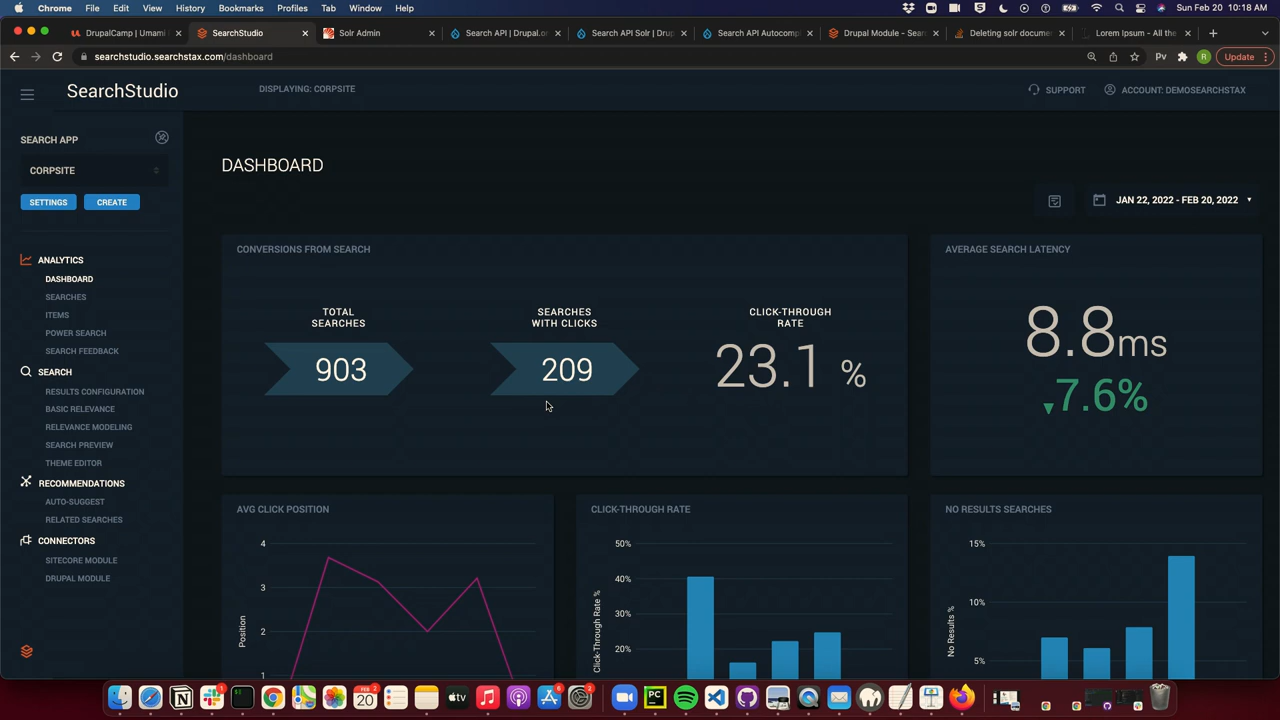 Chrome File Edit View History Bookmarks Profiles Tab Window Help
Sun Feb 20 10:18 AM
DrupalCamp | Umami
SearchStudio
Solr Admin
Search API | Drupal.or
Search API Solr | Drup
Search API Autocompl
Drupal Module - Sear
Deleting solr docume
Lorem Ipsum - All the
searchstudio.searchstax.com/dashboard
Pv
R
Update
SearchStudio
DISPLAYING: CORPSITE
SUPPORT
ACCOUNT: DEMOSEARCHSTAX
SEARCH APP
CORPSITE
SETTINGS
CREATE
ANALYTICS
DASHBOARD
SEARCHES
ITEMS
POWER SEARCH
SEARCH FEEDBACK
SEARCH
RESULTS CONFIGURATION
BASIC RELEVANCE
RELEVANCE MODELING
SEARCH PREVIEW
THEME EDITOR
RECOMMENDATIONS
AUTO-SUGGEST
RELATED SEARCHES
CONNECTORS
SITECORE MODULE
DRUPAL MODULE
DASHBOARD
JAN 22, 2022 - FEB 20, 2022
CONVERSIONS FROM SEARCH
TOTAL
SEARCHES
903
SEARCHES
WITH CLICKS
209
CLICK-THROUGH
RATE
23.1 %
AVERAGE SEARCH LATENCY
8.8ms
7.6%
AVG CLICK POSITION
4
3
2
1
Position
CLICK-THROUGH RATE
50%
40%
30%
20%
Click-Through Rate %
NO RESULTS SEARCHES
15%
10%
5%
No Results %
FEB
20
PC